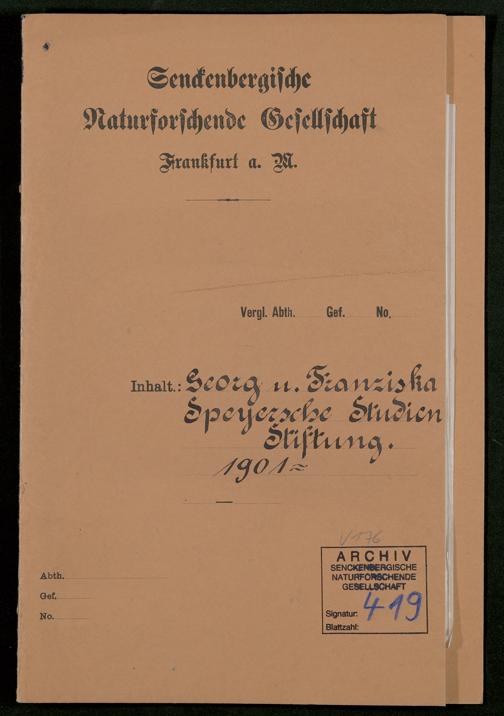 Senckenbergische
Naturforschende Gesellschaft
Frankfurt a. M.
Vergl. Abth. Gef. No.
Inhalt.: Georg u. Franziska
Speyersche Studien
Stiftung.
1901=
V 176
ARCHIV
SENCKENBERGISCHE
NATURFORSCHENDE
GESELLSCHAFT
Signatur: 419
Blattzahl:
Abth.
Gef.
No.